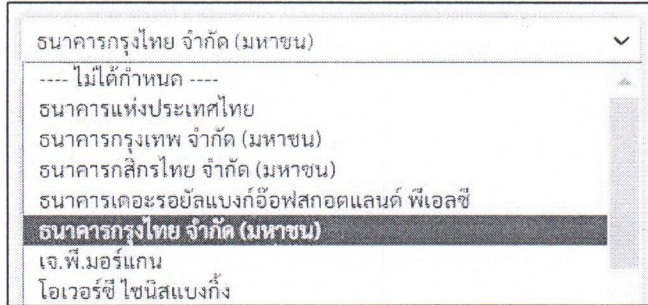 ธนาคารกรุงไทย จำกัด (มหาชน)
---- ไม่ได้กำหนด ----
ธนาคารแห่งประเทศไทย
ธนาคารกรุงเทพ จำกัด (มหาชน)
ธนาคารกสิกรไทย จำกัด (มหาชน)
ธนาคารเดอะรอยัลแบงก์อ๊อฟสกอตแลนด์ พีเอลซี
ธนาคารกรุงไทย จำกัด (มหาชน)
เจ.พี.มอร์แกน
โอเวอร์ซี ไชนิสแบงกิ้ง